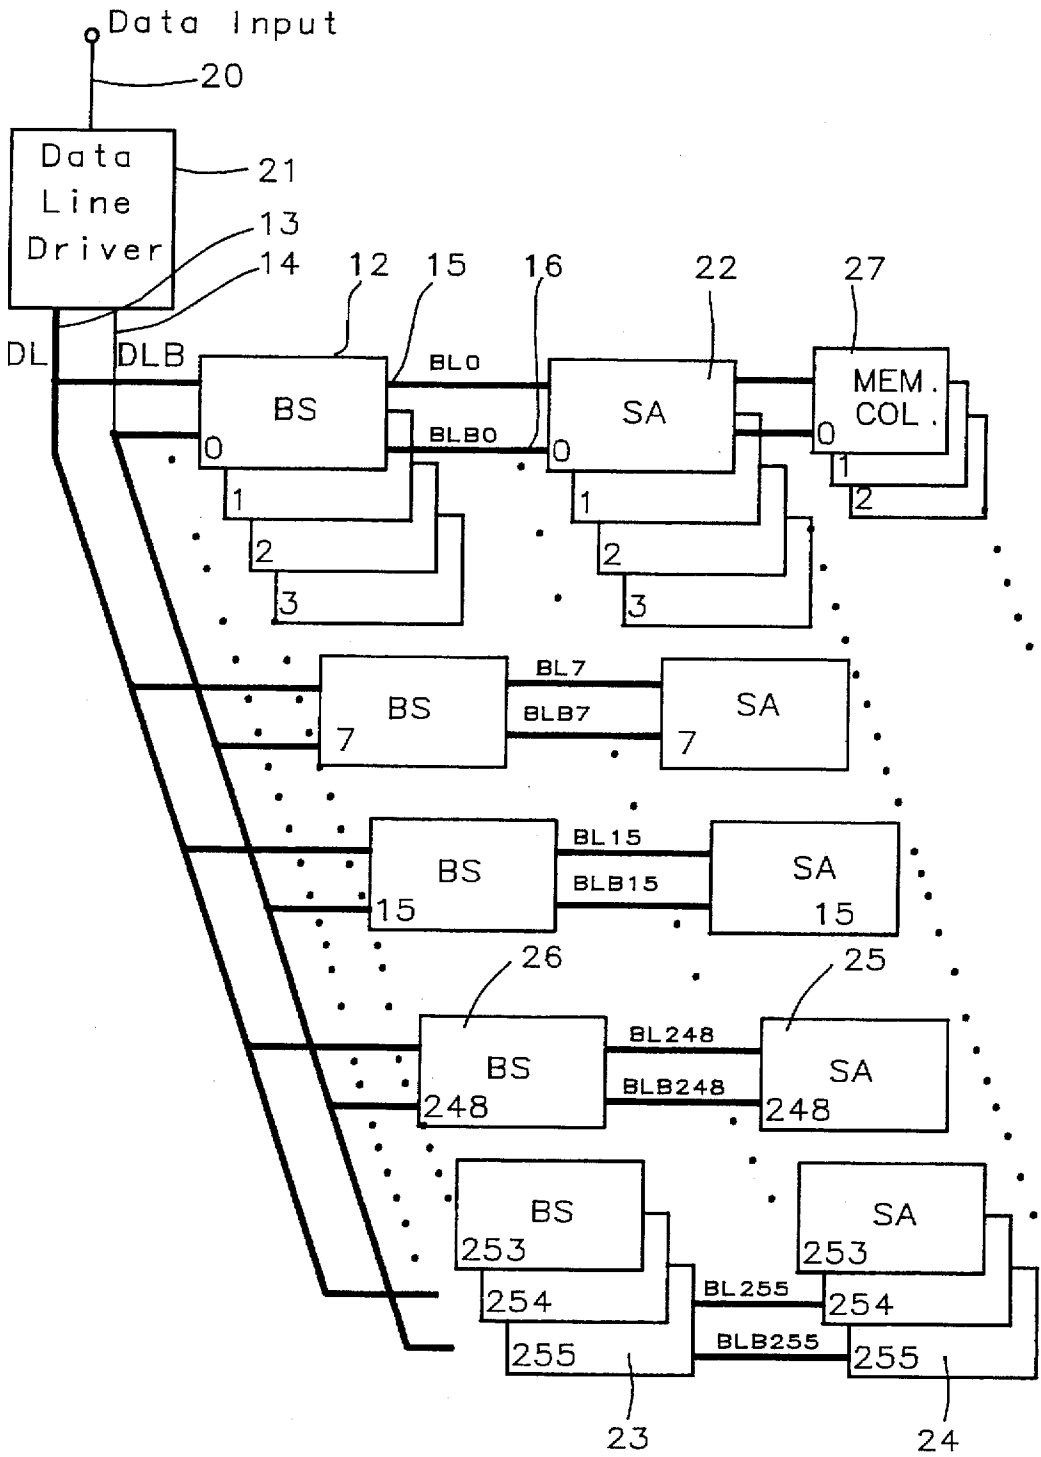 Data Input
20
Data
Line
Driver
21
13
14
12
15
16
22
27
DL
DLB
BS
0
1
2
3
BL0
BLB0
SA
0
1
2
3
MEM.
COL.
0
1
2
BS
7
BL7
BLB7
SA
7
BS
15
BL15
BLB15
SA
15
26
25
BS
248
BL248
BLB248
SA
248
BS
253
254
255
BL255
BLB255
SA
253
254
255
23
24